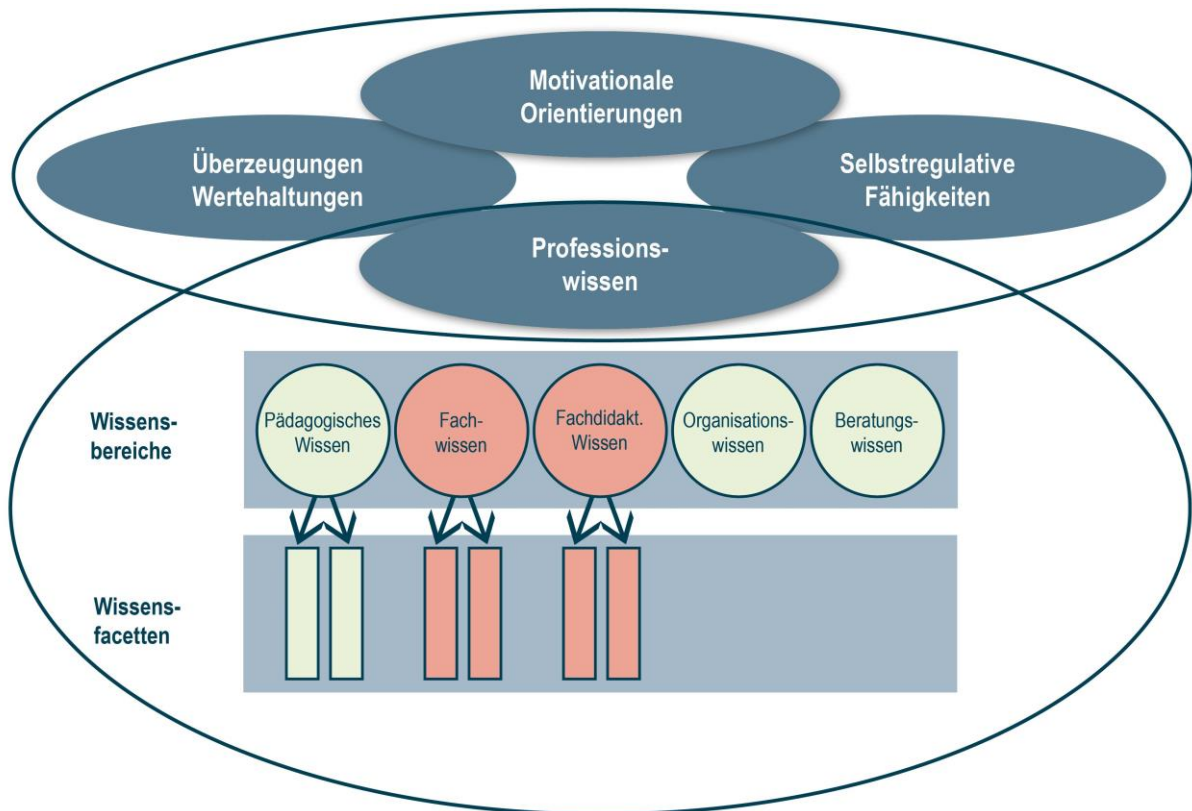 Motivationale
Orientierungen
Überzeugungen
Wertehaltungen
Selbstregulative
Fähigkeiten
Professions-
wissen
Wissens-
bereiche
Pädagogisches
Wissen
Fach-
wissen
Fachdidakt.
Wissen
Organisations-
wissen
Beratungs-
wissen
Wissens-
facetten